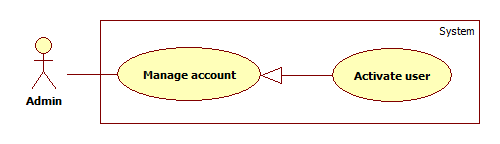 System
Manage account
Activate user
Admin